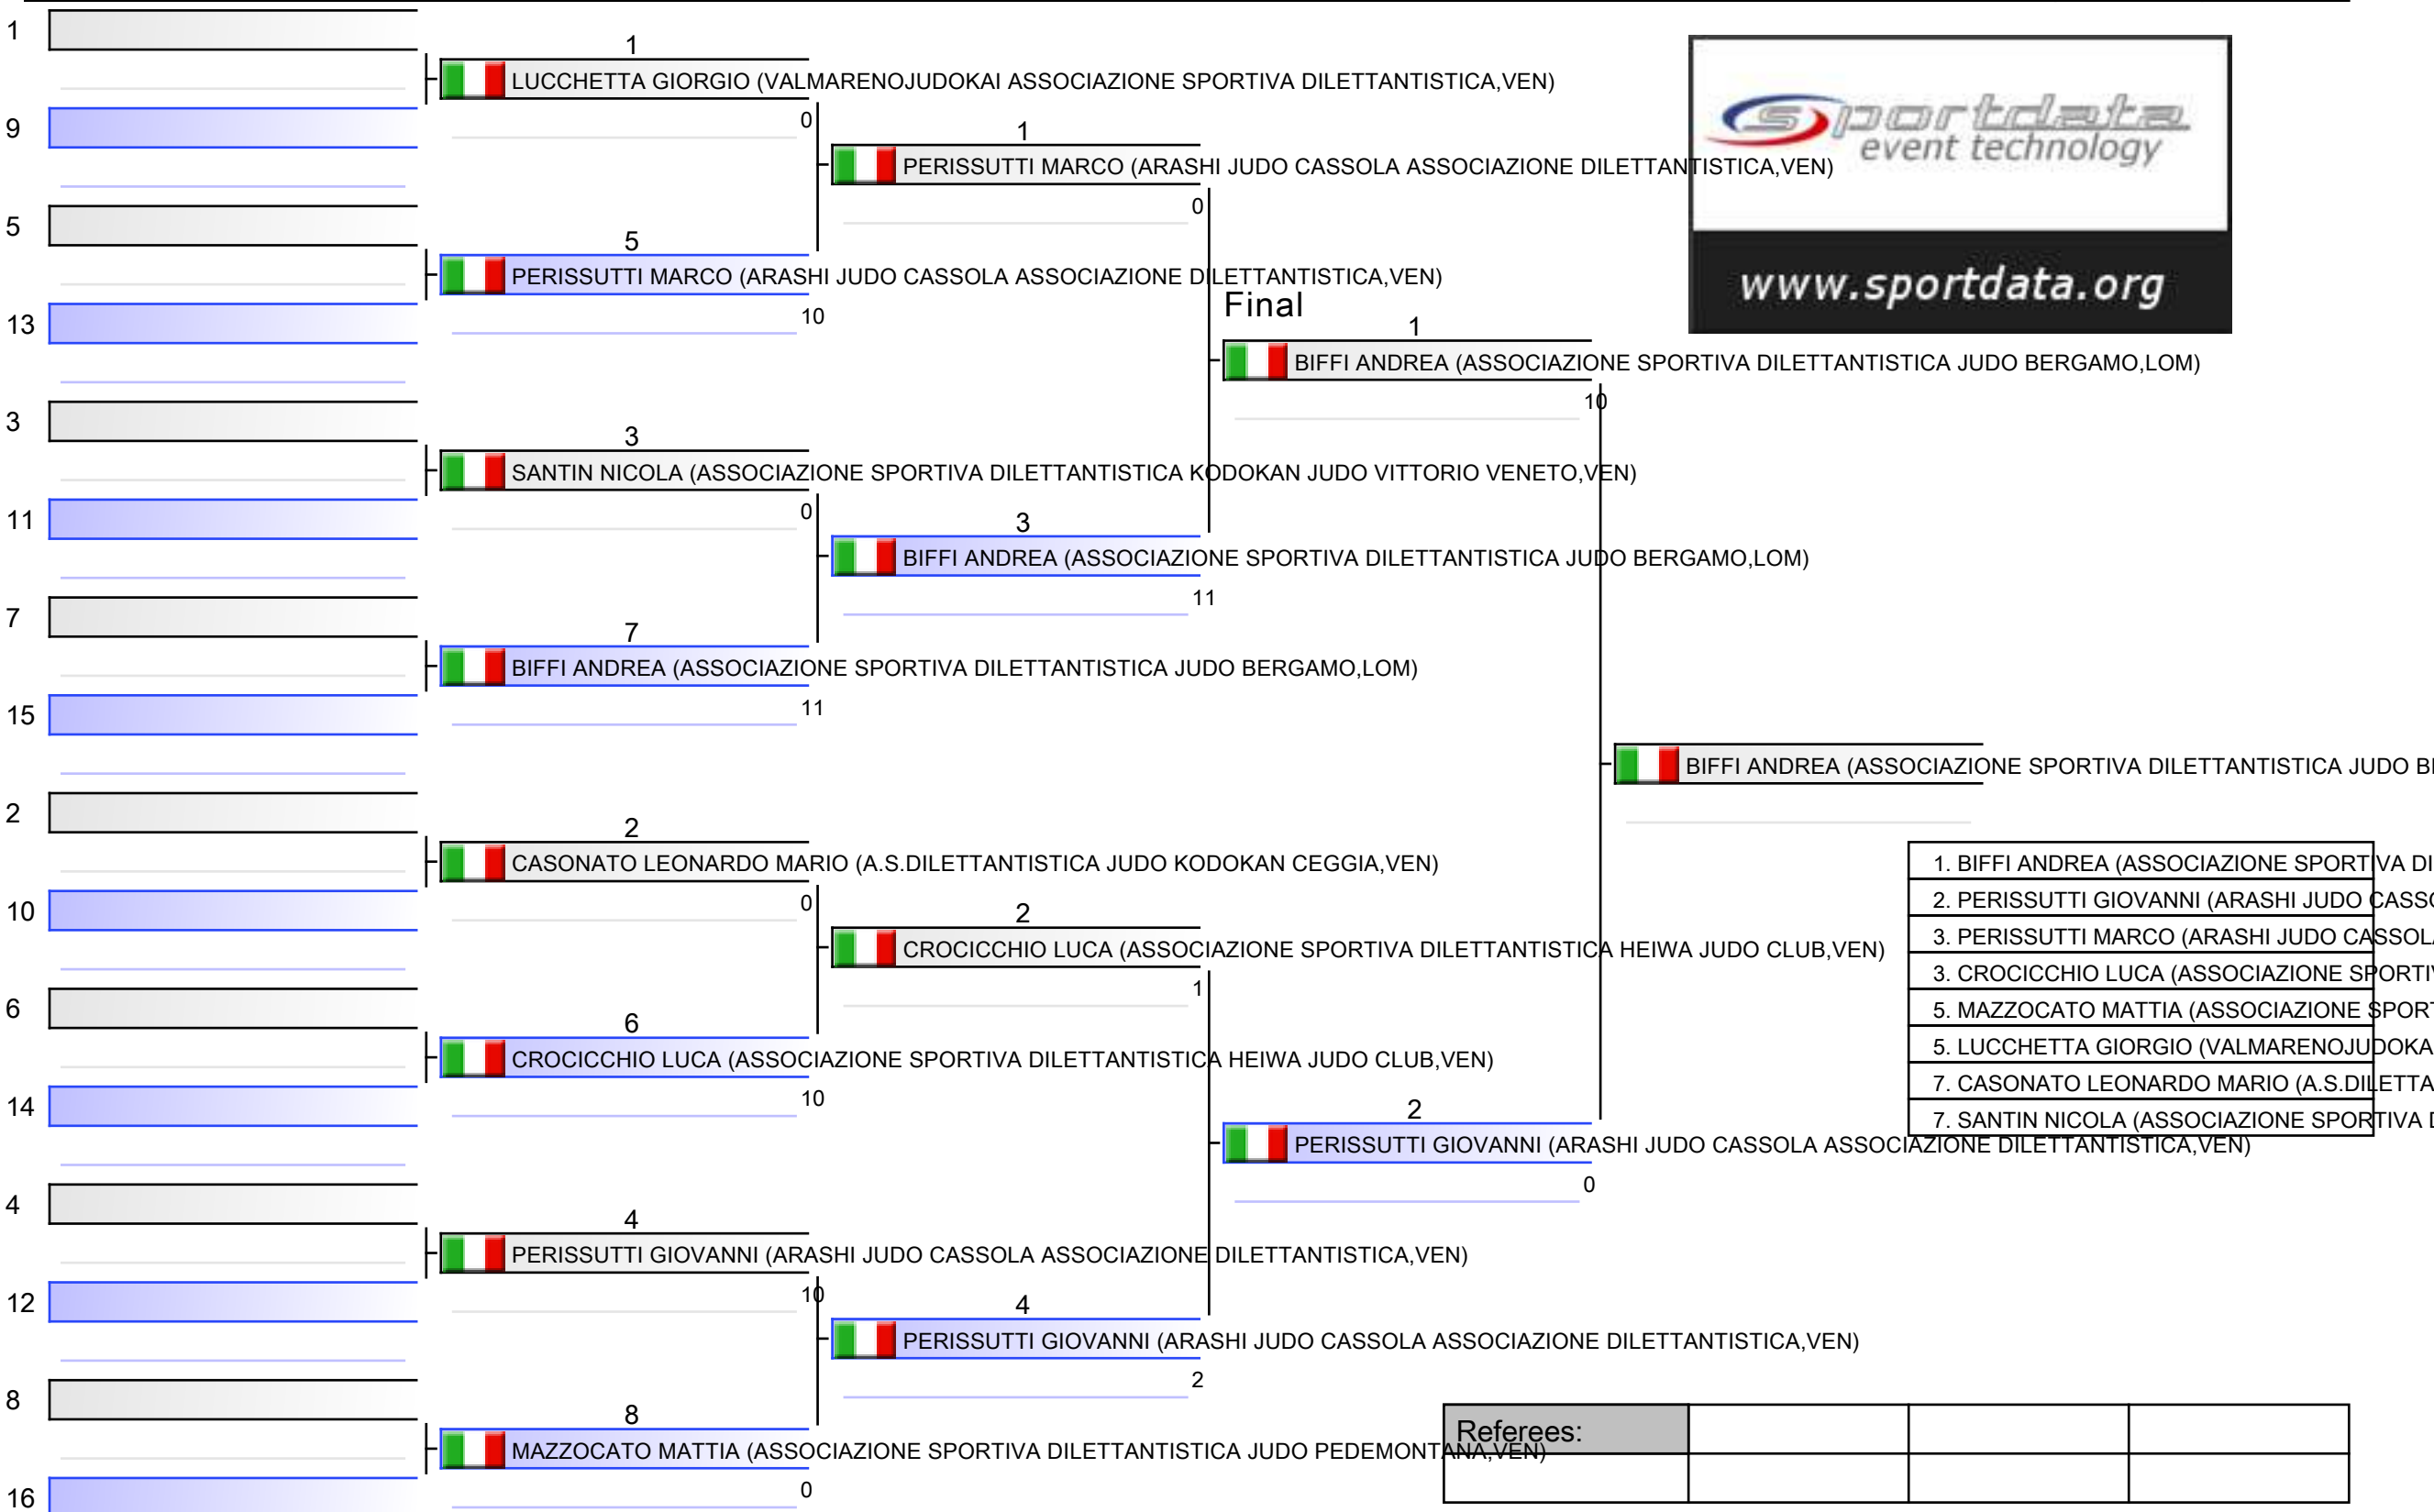 1
1
LUCCHETTA GIORGIO (VALMARENOJUDOKAI ASSOCIAZIONE SPORTIVA DILETTANTISTICA,VEN)
0
9
1
PERISSUTTI MARCO (ARASHI JUDO CASSOLA ASSOCIAZIONE DILETTANTISTICA,VEN)
0
sportdata
event technology
www.sportdata.org
5
5
PERISSUTTI MARCO (ARASHI JUDO CASSOLA ASSOCIAZIONE DILETTANTISTICA,VEN)
10
13
Final
1
BIFFI ANDREA (ASSOCIAZIONE SPORTIVA DILETTANTISTICA JUDO BERGAMO,LOM)
10
3
3
SANTIN NICOLA (ASSOCIAZIONE SPORTIVA DILETTANTISTICA KODOKAN JUDO VITTORIO VENETO,VEN)
0
11
3
BIFFI ANDREA (ASSOCIAZIONE SPORTIVA DILETTANTISTICA JUDO BERGAMO,LOM)
11
7
7
BIFFI ANDREA (ASSOCIAZIONE SPORTIVA DILETTANTISTICA JUDO BERGAMO,LOM)
11
15
BIFFI ANDREA (ASSOCIAZIONE SPORTIVA DILETTANTISTICA JUDO
2
2
CASONATO LEONARDO MARIO (A.S.DILETTANTISTICA JUDO KODOKAN CEGGIA,VEN)
0
10
2
CROCICCHIO LUCA (ASSOCIAZIONE SPORTIVA DILETTANTISTICA HEIWA JUDO CLUB,VEN)
1
1. BIFFI ANDREA (ASSOCIAZIONE SPORTIVA DI
2. PERISSUTTI GIOVANNI (ARASHI JUDO CASSO
3. PERISSUTTI MARCO (ARASHI JUDO CASSOLA
3. CROCICCHIO LUCA (ASSOCIAZIONE SPORTIV
5. MAZZOCATO MATTIA (ASSOCIAZIONE SPORT
5. LUCCHETTA GIORGIO (VALMARENOJUDOKA
7. CASONATO LEONARDO MARIO (A.S.DILETTA
7. SANTIN NICOLA (ASSOCIAZIONE SPORTIVA D
6
6
CROCICCHIO LUCA (ASSOCIAZIONE SPORTIVA DILETTANTISTICA HEIWA JUDO CLUB,VEN)
10
14
2
PERISSUTTI GIOVANNI (ARASHI JUDO CASSOLA ASSOCIAZIONE DILETTANTISTICA,VEN)
0
4
4
PERISSUTTI GIOVANNI (ARASHI JUDO CASSOLA ASSOCIAZIONE DILETTANTISTICA,VEN)
10
12
4
PERISSUTTI GIOVANNI (ARASHI JUDO CASSOLA ASSOCIAZIONE DILETTANTISTICA,VEN)
2
8
8
MAZZOCATO MATTIA (ASSOCIAZIONE SPORTIVA DILETTANTISTICA JUDO PEDEMONTANA,VEN)
0
16
Referees: